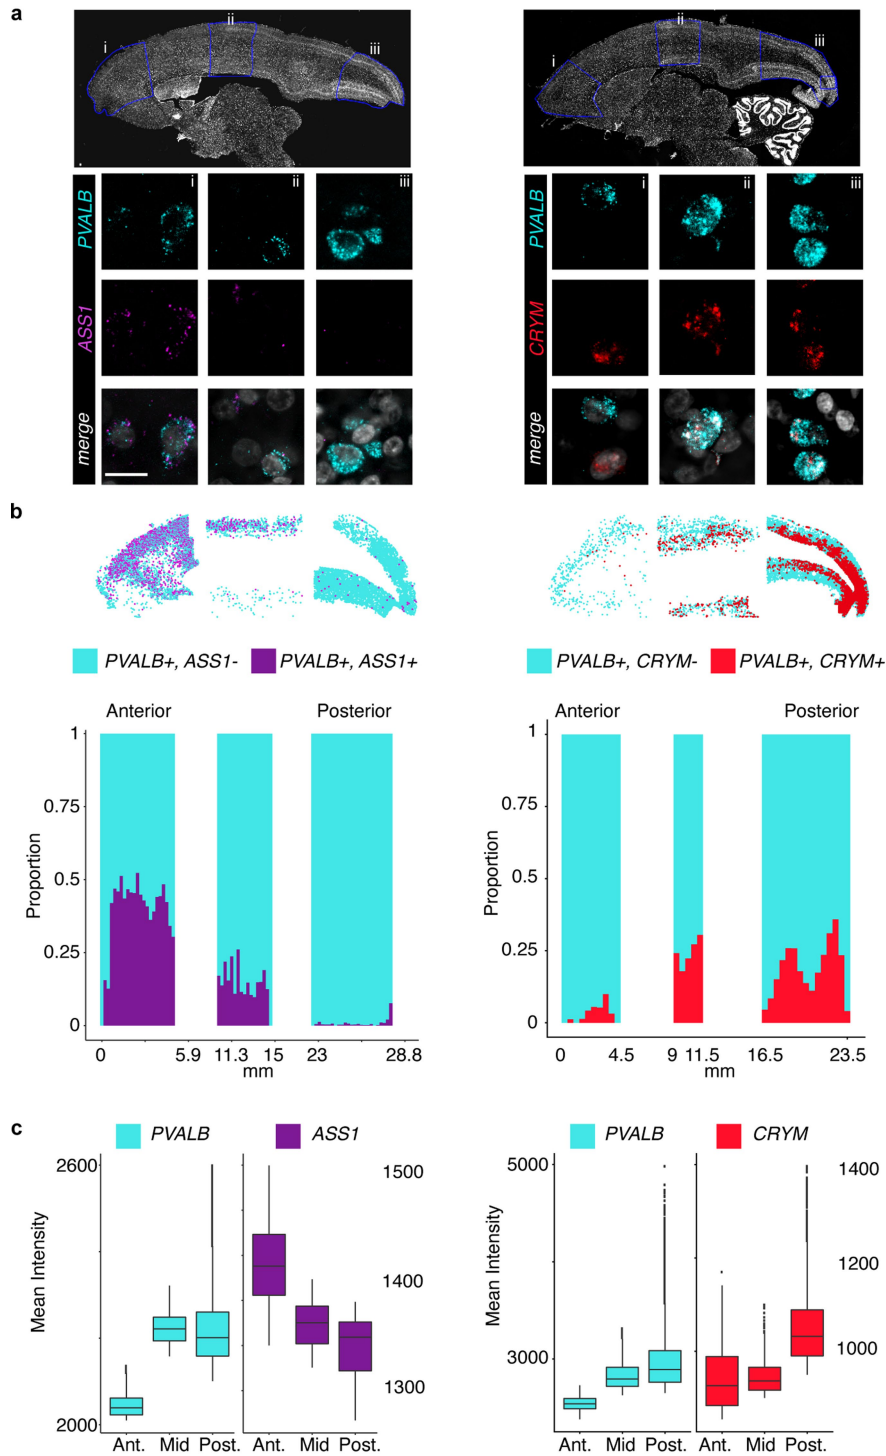 a
i
ii
iii
i
ii
iii
PVALB
i
ii
iii
ASS1
merge
PVALB
i
ii
iii
CRYM
merge
b
PVALB+, ASS1-
PVALB+, ASS1+
PVALB+, CRYM-
PVALB+, CRYM+
Anterior
Posterior
Proportion
1
0.75
0.5
0.25
0
0
5.9
11.3
15
23
28.8
mm
Anterior
Posterior
Proportion
1
0.75
0.5
0.25
0
0
4.5
9
11.5
16.5
23.5
mm
c
PVALB
ASS1
Mean Intensity
2600
2000
1500
1400
1300
Ant.
Mid
Post.
Ant.
Mid
Post.
PVALB
CRYM
Mean Intensity
5000
3000
1400
1200
1000
Ant.
Mid
Post.
Ant.
Mid
Post.